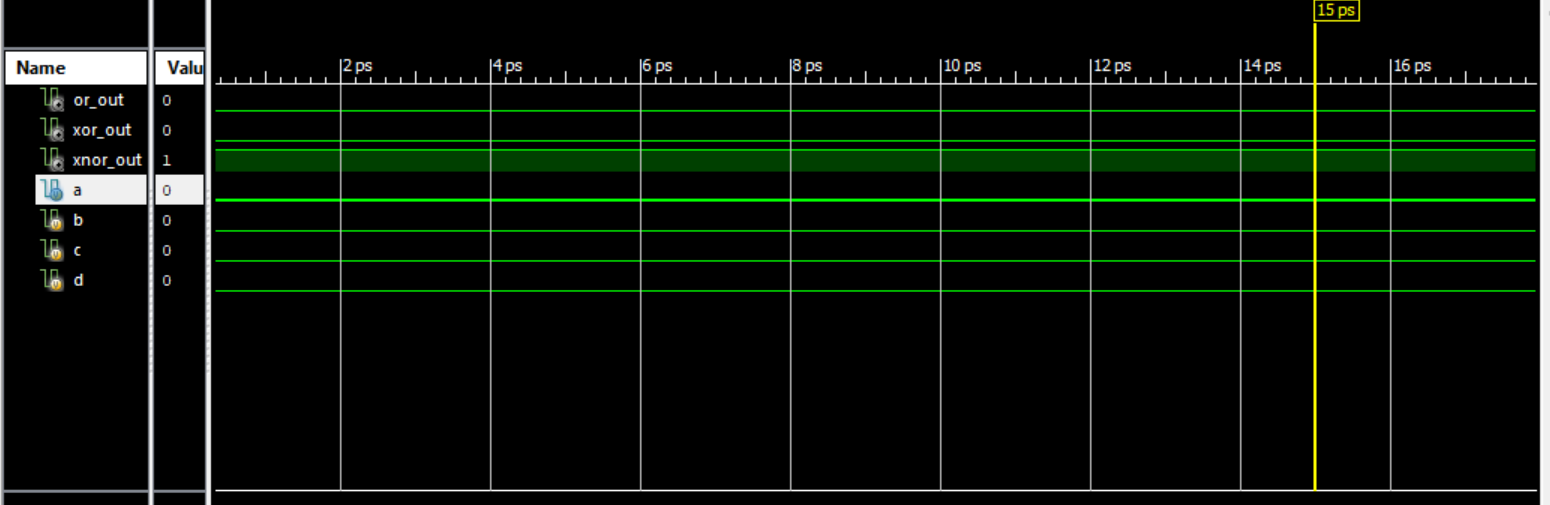 15 ps
Name Valu
2 ps 4 ps 6 ps 8 ps 10 ps 12 ps 14 ps 16 ps
or_out 0
xor_out 0
xnor_out 1
a 0
b 0
c 0
d 0